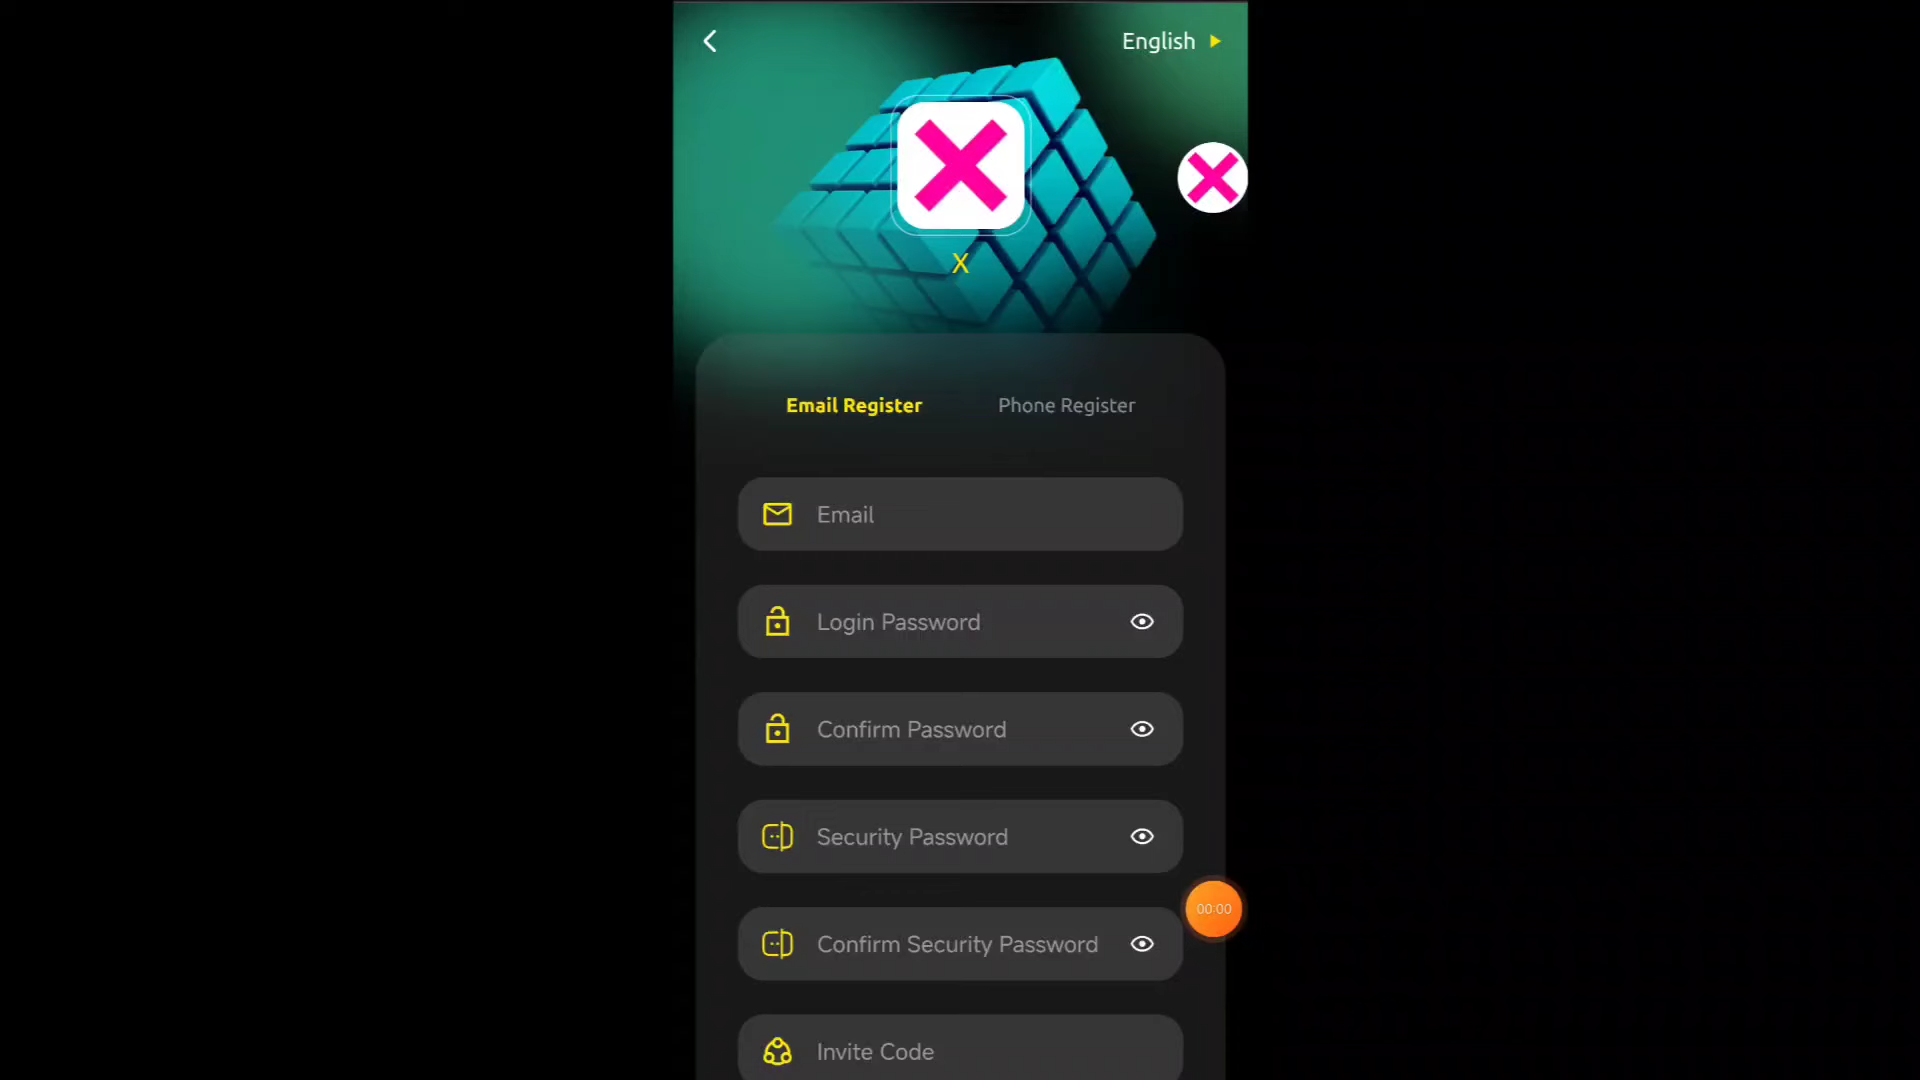 English
X
Email Register
Phone Register
Email
Login Password
Confirm Password
Security Password
00:00
Confirm Security Password
Invite Code